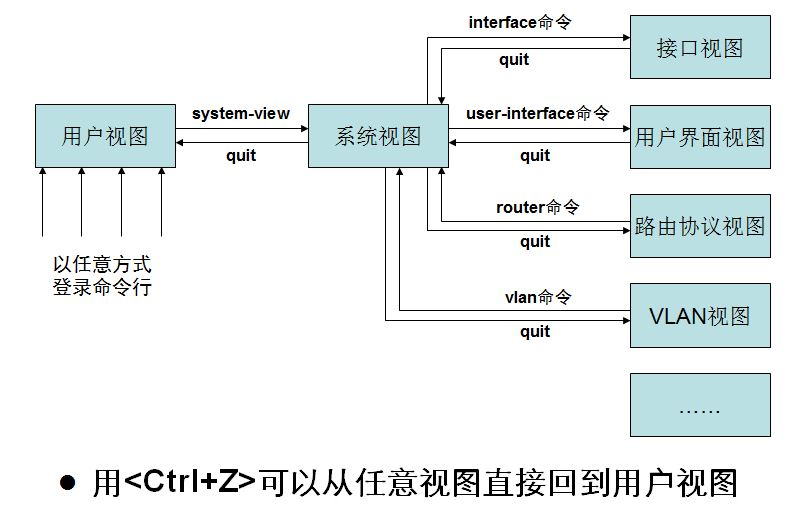 interface命令
quit
接口视图
system-view
quit
用户视图
系统视图
user-interface命令
quit
用户界面视图
router命令
quit
路由协议视图
以任意方式
登录命令行
vlan命令
quit
VLAN视图
……
● 用<Ctrl+Z>可以从任意视图直接回到用户视图